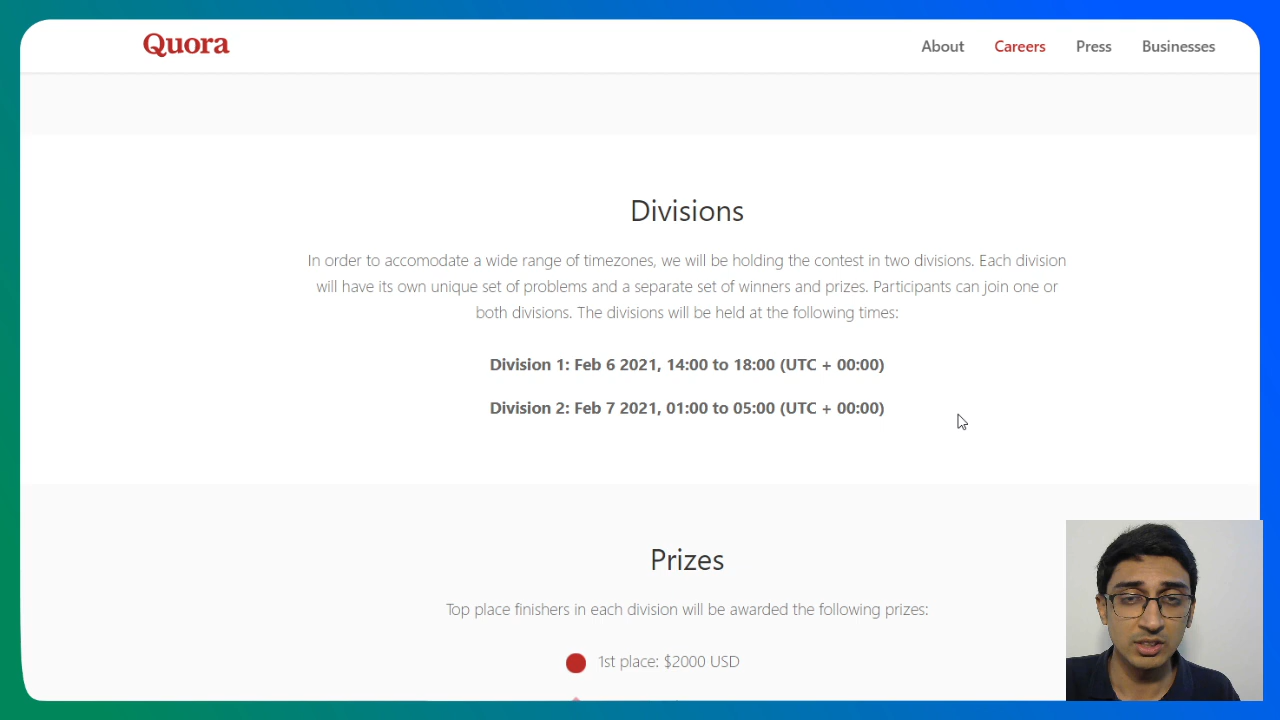 Quora
About Careers Press Businesses
Divisions
In order to accomodate a wide range of timezones, we will be holding the contest in two divisions. Each division
will have its own unique set of problems and a separate set of winners and prizes. Participants can join one or
both divisions. The divisions will be held at the following times:
Division 1: Feb 6 2021, 14:00 to 18:00 (UTC + 00:00)
Division 2: Feb 7 2021, 01:00 to 05:00 (UTC + 00:00)
Prizes
Top place finishers in each division will be awarded the following prizes:
1st place: $2000 USD